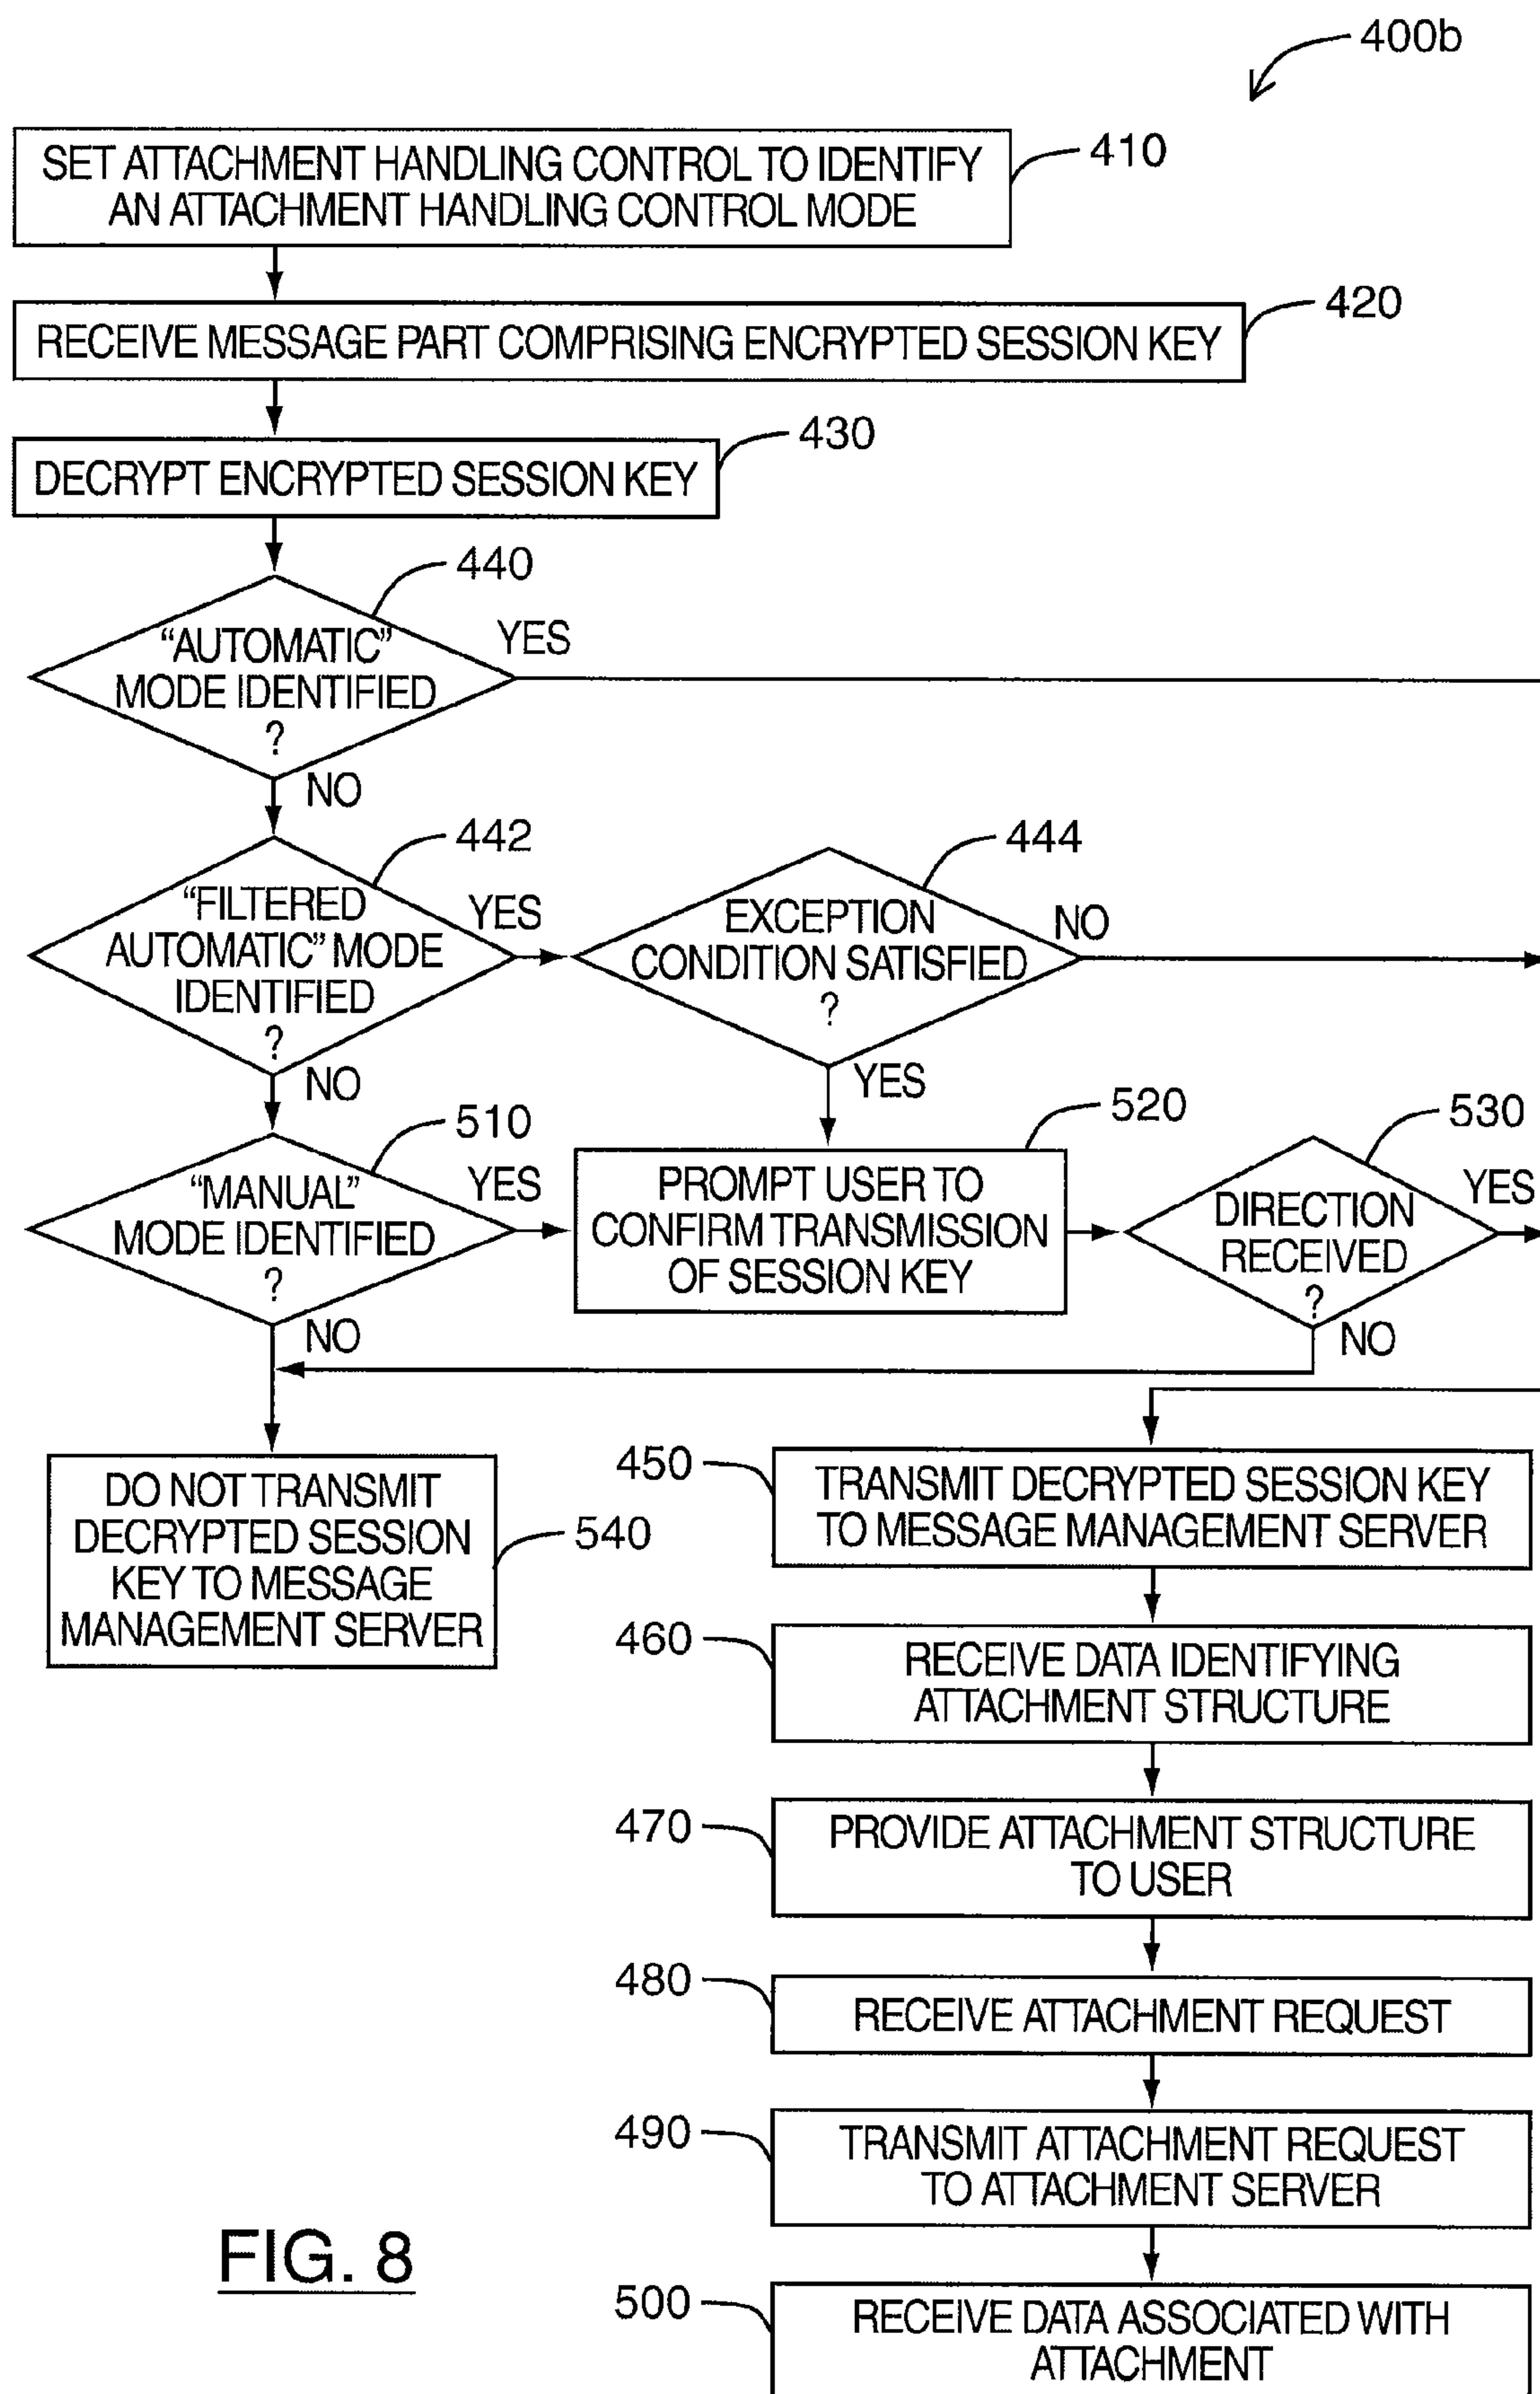 400b
SET ATTACHMENT HANDLING CONTROL TO IDENTIFY
AN ATTACHMENT HANDLING CONTROL MODE
410
RECEIVE MESSAGE PART COMPRISING ENCRYPTED SESSION KEY
420
DECRYPT ENCRYPTED SESSION KEY
430
440
“AUTOMATIC”
MODE IDENTIFIED
?
YES
NO
442
“FILTERED
AUTOMATIC” MODE
IDENTIFIED
?
YES
NO
444
EXCEPTION
CONDITION SATISFIED
?
NO
YES
510
“MANUAL”
MODE IDENTIFIED
?
YES
NO
520
PROMPT USER TO
CONFIRM TRANSMISSION
OF SESSION KEY
530
DIRECTION
RECEIVED
?
YES
NO
DO NOT TRANSMIT
DECRYPTED SESSION
KEY TO MESSAGE
MANAGEMENT SERVER
540
450
TRANSMIT DECRYPTED SESSION KEY
TO MESSAGE MANAGEMENT SERVER
460
RECEIVE DATA IDENTIFYING
ATTACHMENT STRUCTURE
470
PROVIDE ATTACHMENT STRUCTURE
TO USER
480
RECEIVE ATTACHMENT REQUEST
490
TRANSMIT ATTACHMENT REQUEST
TO ATTACHMENT SERVER
500
RECEIVE DATA ASSOCIATED WITH
ATTACHMENT
FIG. 8